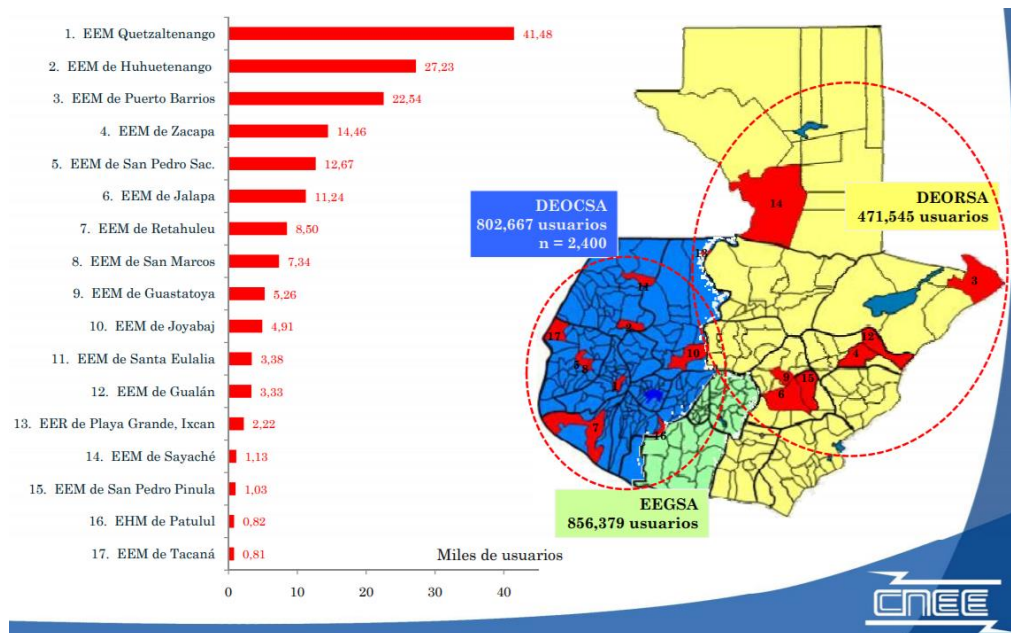 1. EEM Quetzaltenango 41,48
2. EEM de Huhuetenango 27,23
3. EEM de Puerto Barrios 22,54
4. EEM de Zacapa 14,46
5. EEM de San Pedro Sac. 12,67
6. EEM de Jalapa 11,24
7. EEM de Retahuleu 8,50
8. EEM de San Marcos 7,34
9. EEM de Guastatoya 5,26
10. EEM de Joyabaj 4,91
11. EEM de Santa Eulalia 3,38
12. EEM de Gualán 3,33
13. EER de Playa Grande, Ixcan 2,22
14. EEM de Sayaché 1,13
15. EEM de San Pedro Pinula 1,03
16. EHM de Patulul 0,82
17. EEM de Tacaná 0,81
Miles de usuarios
0 10 20 30 40
DEOCSA
802,667 usuarios
n = 2,400
DEORSA
471,545 usuarios
EEGSA
856,379 usuarios
14
3
12
4
10
15
6
17
7
16
CNEE